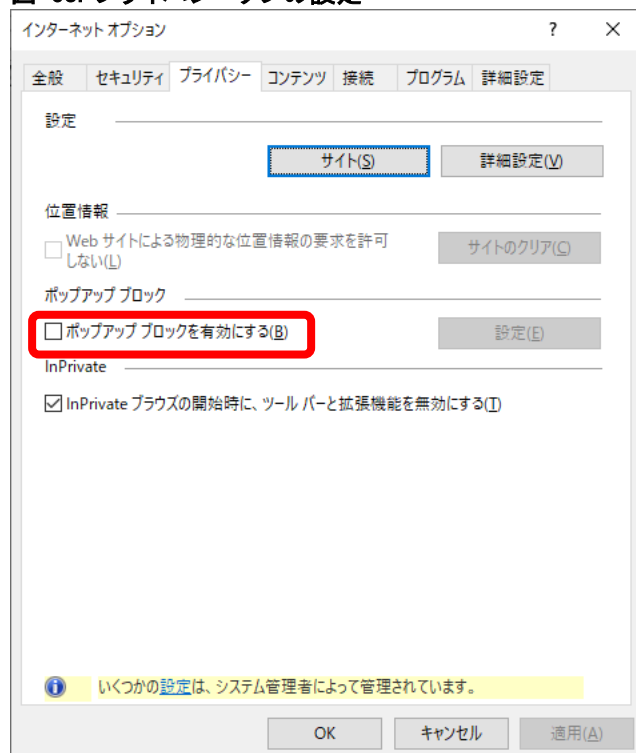 インターネット オプション ? ×
全般 セキュリティ プライバシー コンテンツ 接続 プログラム 詳細設定
設定
サイト(S) 詳細設定(V)
位置情報
Web サイトによる物理的な位置情報の要求を許可
しない(L)
サイトのクリア(C)
ポップアップ ブロック
ポップアップ ブロックを有効にする(B) 設定(E)
InPrivate
InPrivate ブラウズの開始時に、ツール バーと拡張機能を無効にする(T)
いくつかの設定は、システム管理者によって管理されています。
OK キャンセル 適用(A)